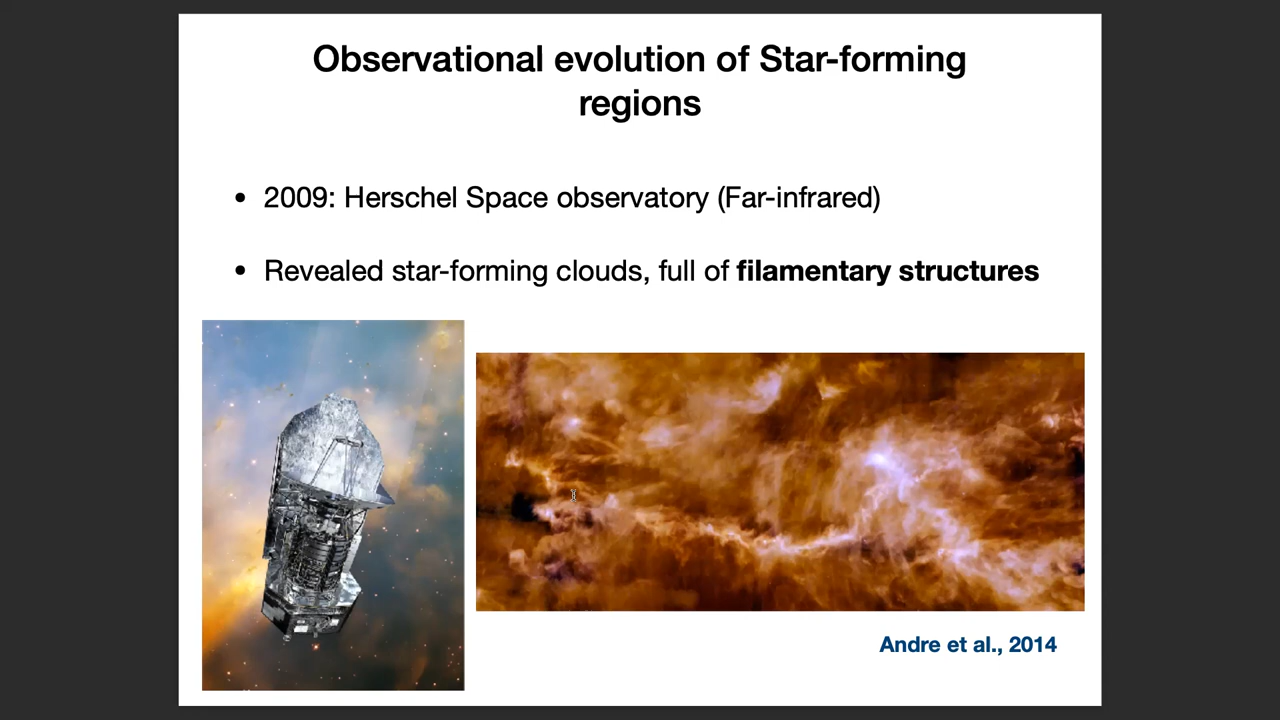 Observational evolution of Star-forming
regions
• 2009: Herschel Space observatory (Far-infrared)
• Revealed star-forming clouds, full of filamentary structures
Andre et al., 2014